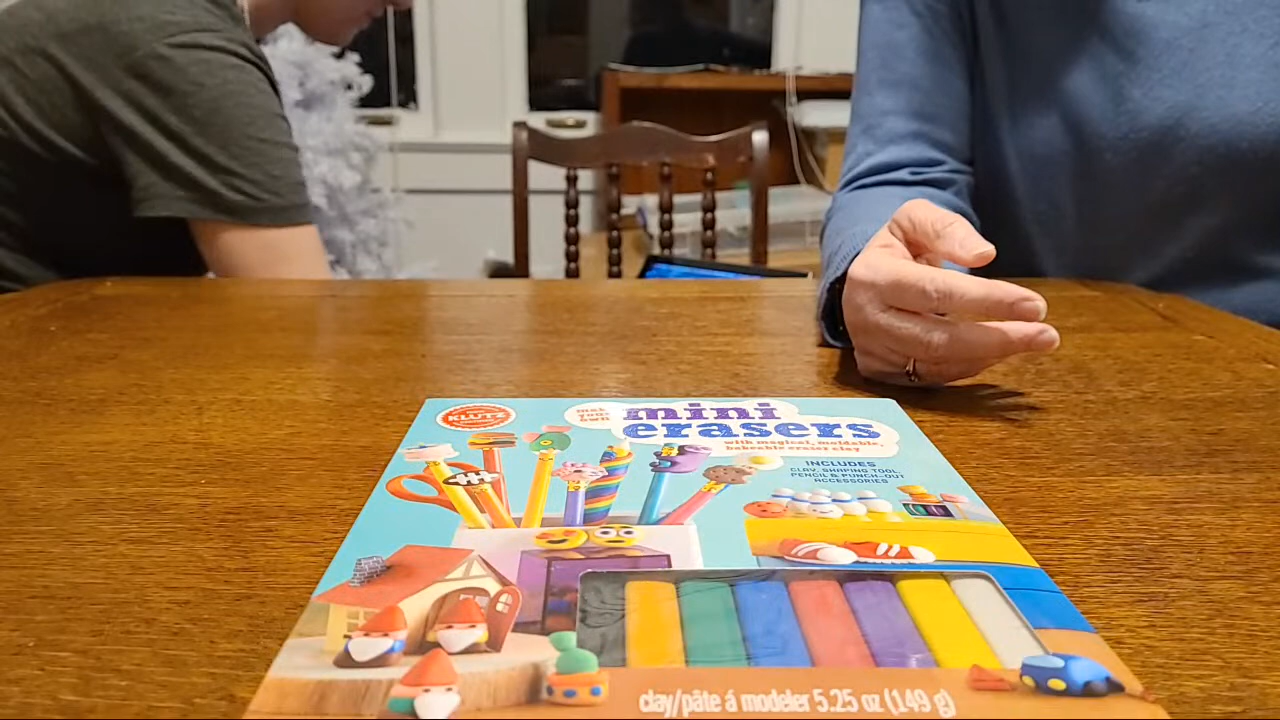 KLUTZ
make your own
mini
erasers
with magical, moldable,
bakeable eraser clay
INCLUDES
CLAY, SHAPING TOOL,
PENCIL & PUNCH-OUT
ACCESSORIES
clay/pâte á modeler 5.25 oz (149 g)